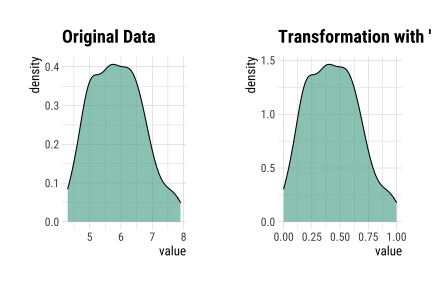 Original Data
density
0.4
0.3
0.2
0.1
0.0
5 6 7 8
value
Transformation with '
density
1.5
1.0
0.5
0.0
0.00 0.25 0.50 0.75 1.00
value